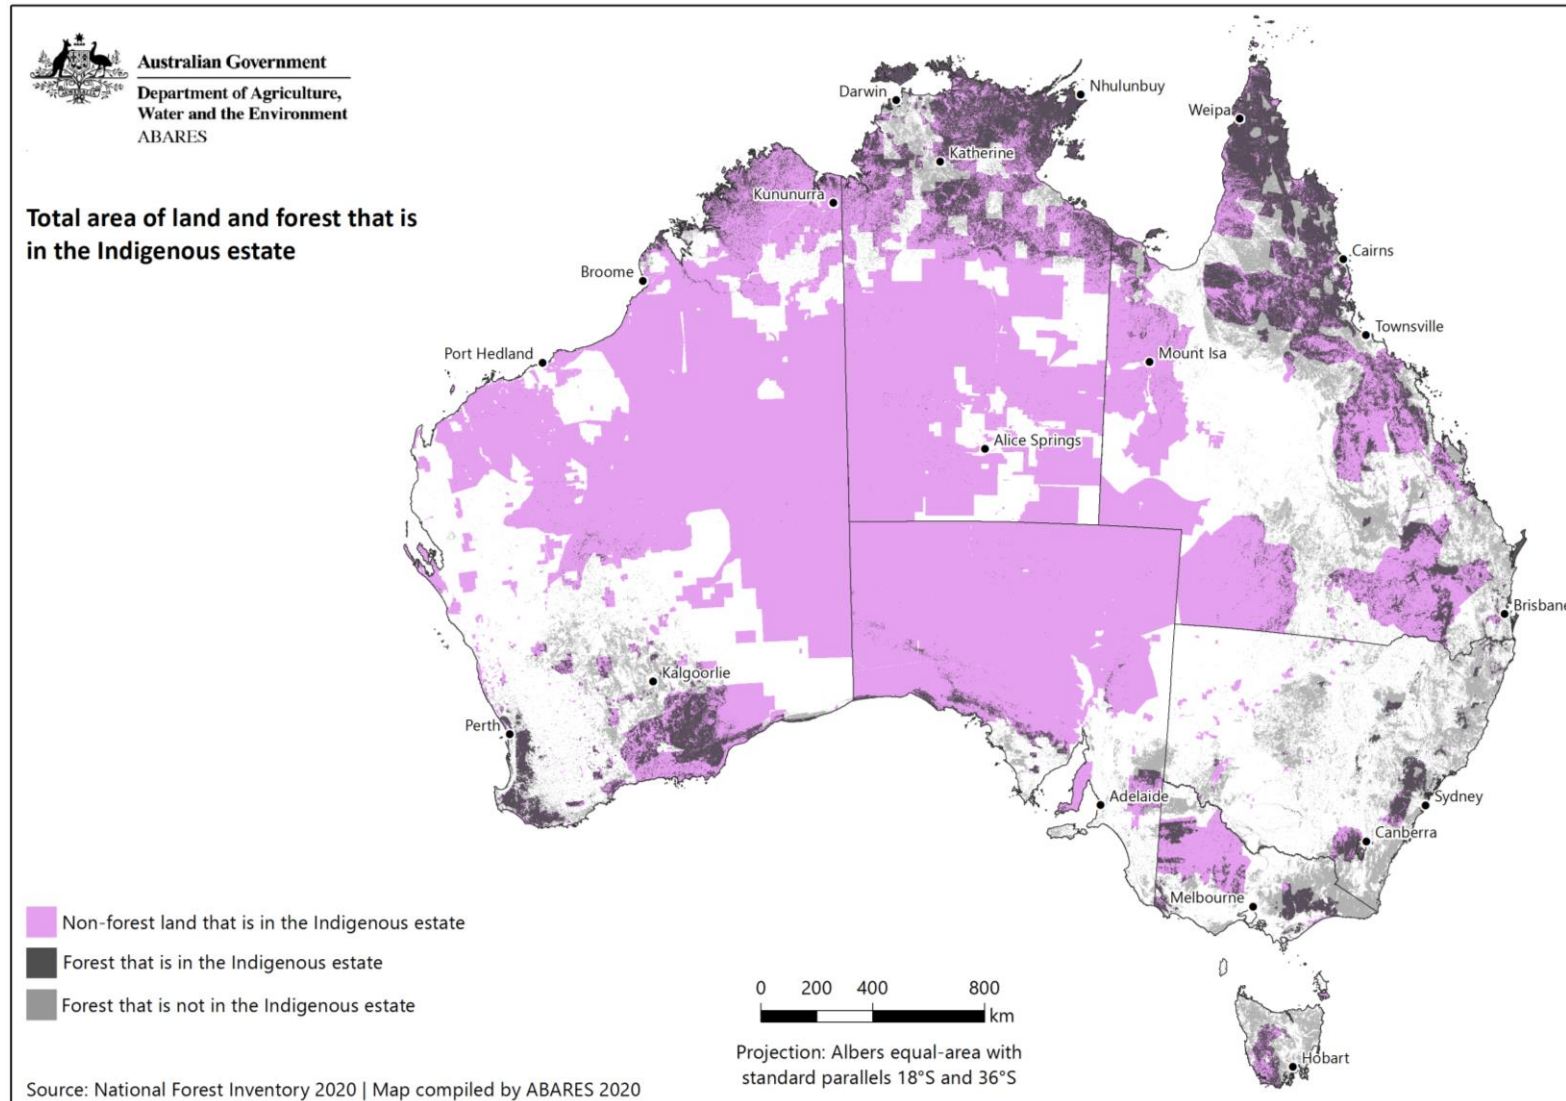 Australian Government
Department of Agriculture,
Water and the Environment
ABARES
Total area of land and forest that is
in the Indigenous estate
Darwin
Nhulunbuy
Weipa
Katherine
Kununurra
Cairns
Broome
Townsville
Port Hedland
Mount Isa
Alice Springs
Brisbane
Kalgoorlie
Perth
Adelaide
Sydney
Canberra
Melbourne
Hobart
Non-forest land that is in the Indigenous estate
Forest that is in the Indigenous estate
Forest that is not in the Indigenous estate
0 200 400 800
km
Projection: Albers equal-area with
standard parallels 18°S and 36°S
Source: National Forest Inventory 2020 | Map compiled by ABARES 2020